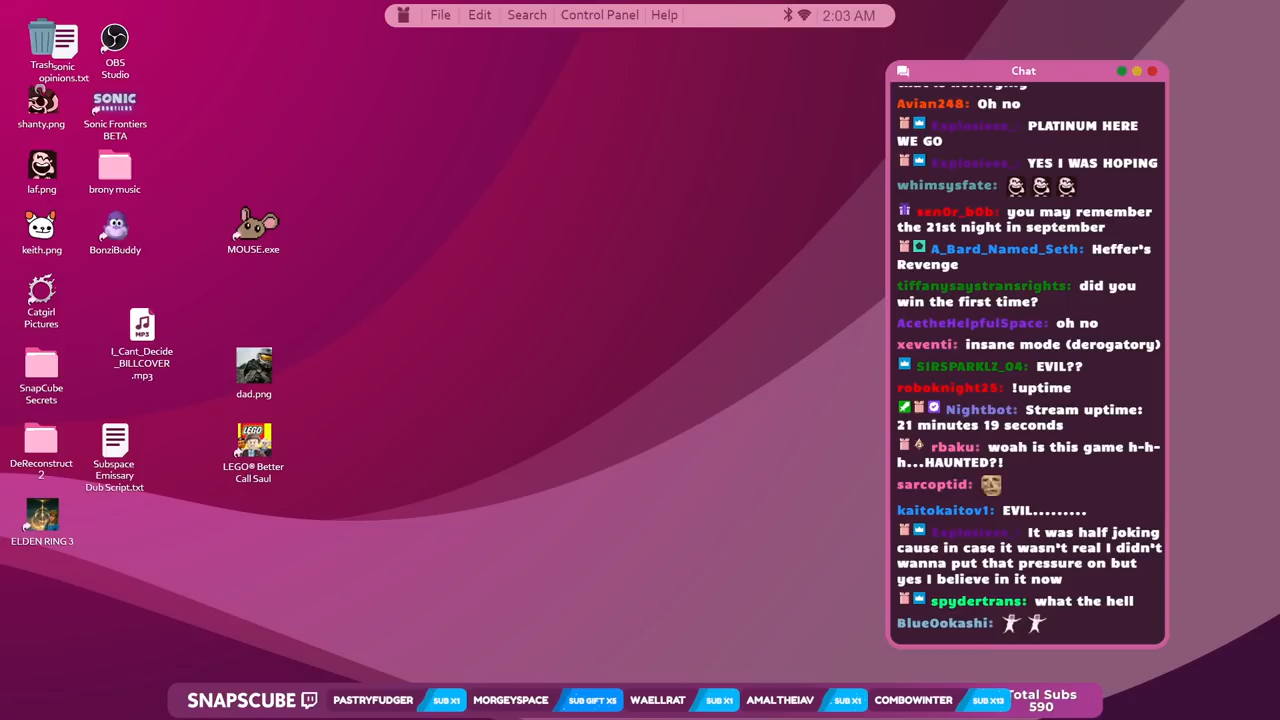 File Edit Search Control Panel Help 2:03 AM
Trash
sonic
opinions.txt
OBS
Studio
shanty.png
SONIC
FRONTIERS
Sonic Frontiers
BETA
laf.png
brony music
keith.png
BonziBuddy
MOUSE.exe
Catgirl
Pictures
MP3
I_Cant_Decide
_BILLCOVER
.mp3
SnapCube
Secrets
dad.png
DeReconstruct
2
Subspace
Emissary
Dub Script.txt
LEGO
LEGO® Better
Call Saul
ELDEN RING 3
Chat
Avian248: Oh no
PLATINUM HERE
WE GO
YES I WAS HOPING
whimsysfate:
sen0r_b0b: you may remember
the 21st night in september
A_Bard_Named_Seth: Heffer's
Revenge
tiffanysaystransrights: did you
win the first time?
AcetheHelpfulSpace: oh no
xeventi: insane mode (derogatory)
SIRSPARKLZ_04: EVIL??
roboknight25: !uptime
Nightbot: Stream uptime:
21 minutes 19 seconds
rbaku: woah is this game h-h-
h...HAUNTED?!
sarcoptid:
kaitokaitov1: EVIL.........
It was half joking
cause in case it wasn't real I didn't
wanna put that pressure on but
yes I believe in it now
spydertrans: what the hell
BlueOokashi:
SNAPSCUBE PASTRYFUDGER SUB X1 MORGEYSPACE SUB GIFT X5 WAELLRAT SUB X1 AMALTHEIAV SUB X1 COMBOWINTER SUB X13 Total Subs
590